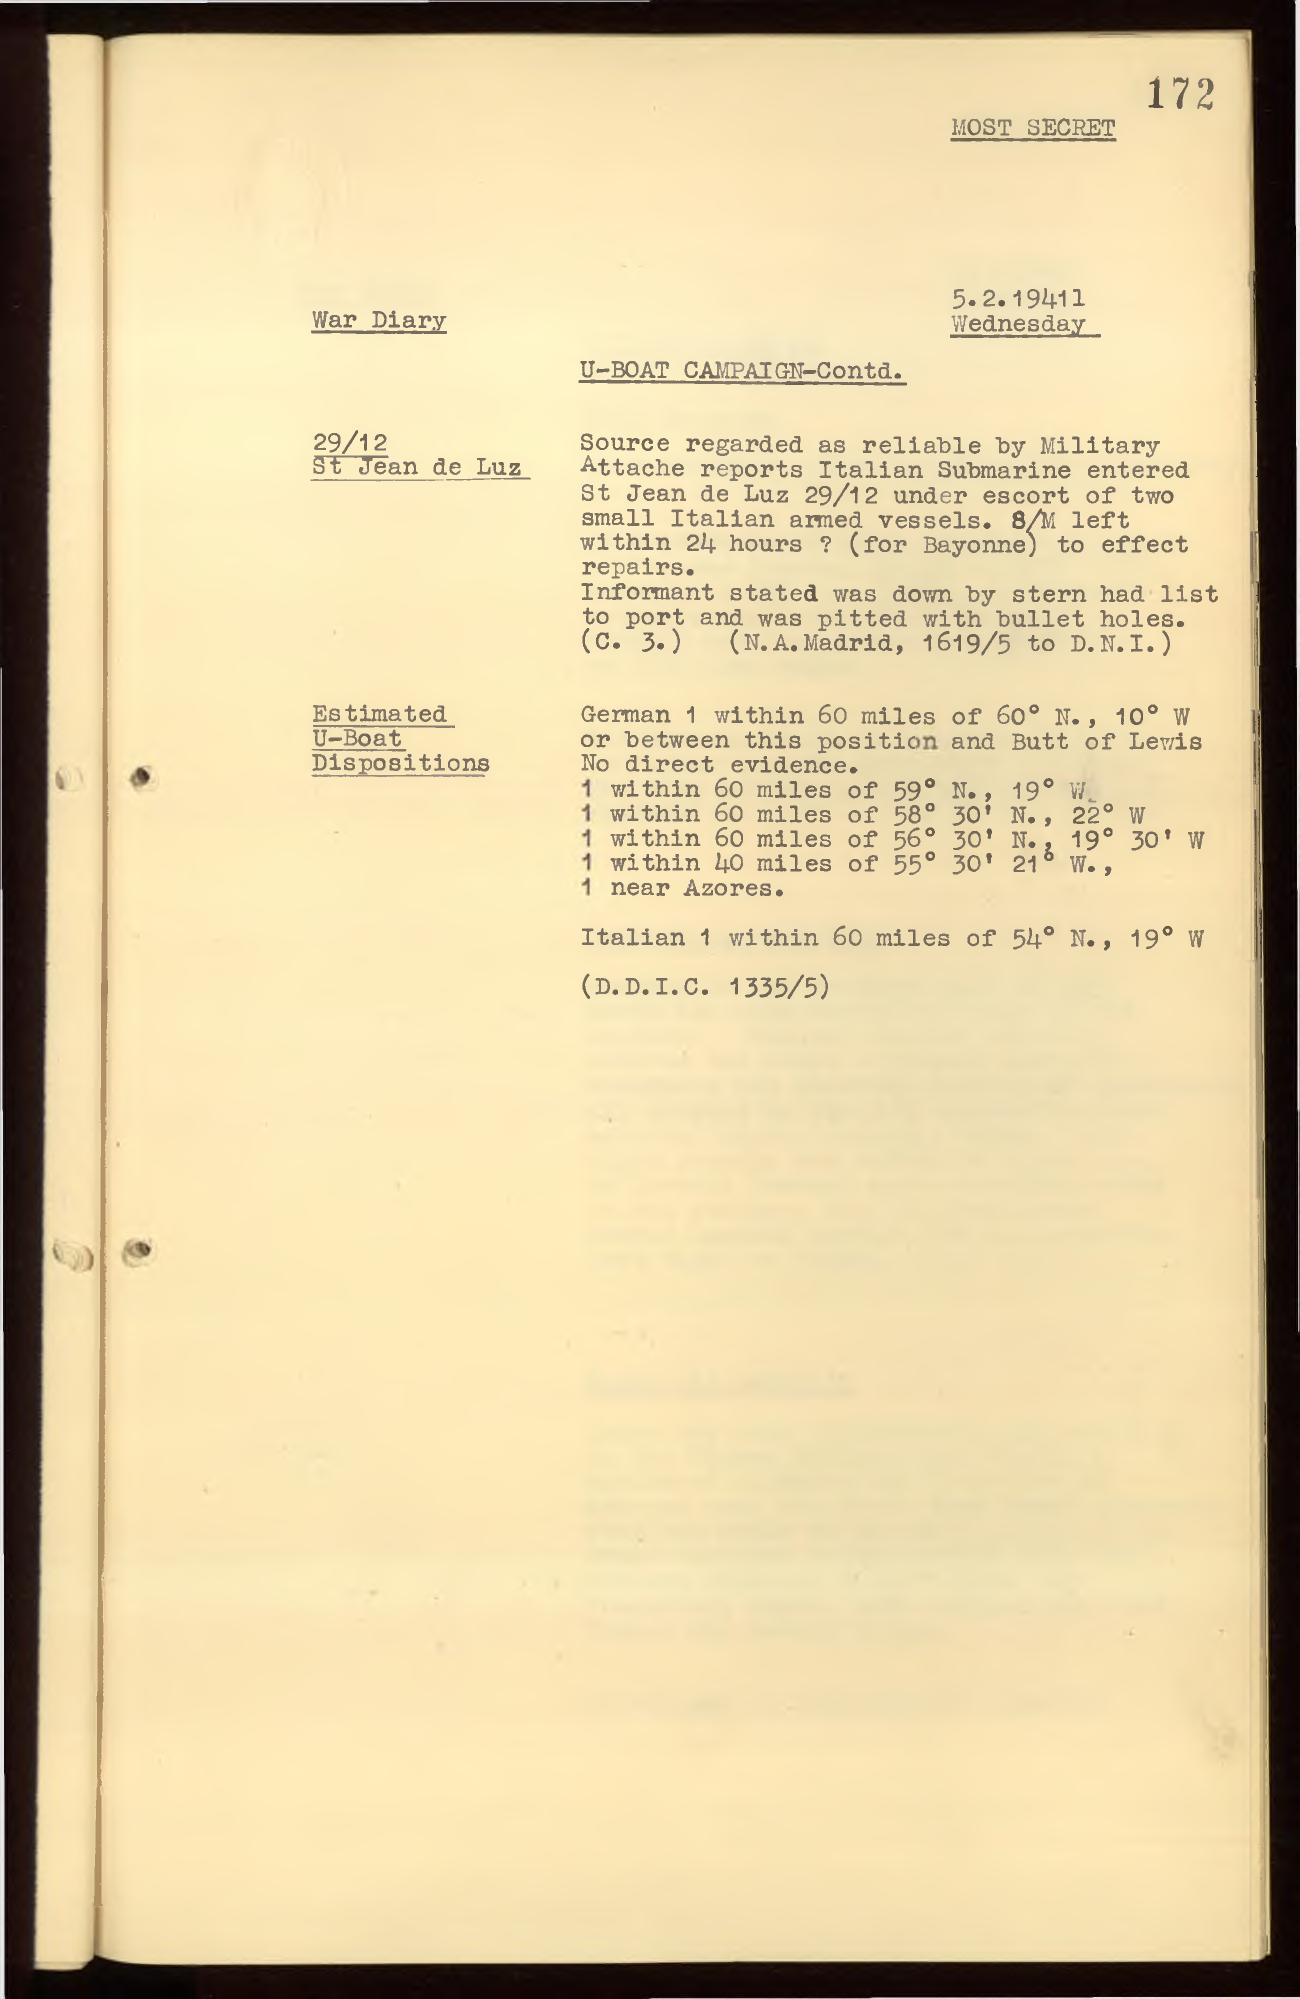 172
MOST SECRET
5.2.19411
War Diary
Wednesday
U-BOAT CAMPAIGN-Contd.
29/12
St Jean de Luz
Source regarded as reliable by Military
Attache reports Italian Submarine entered
St Jean de Luz 29/12 under escort of two
small Italian armed vessels. 8/M left
within 24 hours ? (for Bayonne) to effect
repairs.
Informant stated was down by stern had list
to port and was pitted with bullet holes.
(C. 3.) (N.A.Madrid, 1619/5 to D.N.I.)
Estimated
U-Boat
Dispositions
German 1 within 60 miles of 60° N., 10° W
or between this position and Butt of Lewis
No direct evidence.
1 within 60 miles of 59° N., 19° W.
1 within 60 miles of 58° 30' N., 22° W
1 within 60 miles of 56° 30' N., 19° 30' W
1 within 40 miles of 55° 30' 21° W.,
1 near Azores.
Italian 1 within 60 miles of 54° N., 19° W
(D.D.I.C. 1335/5)